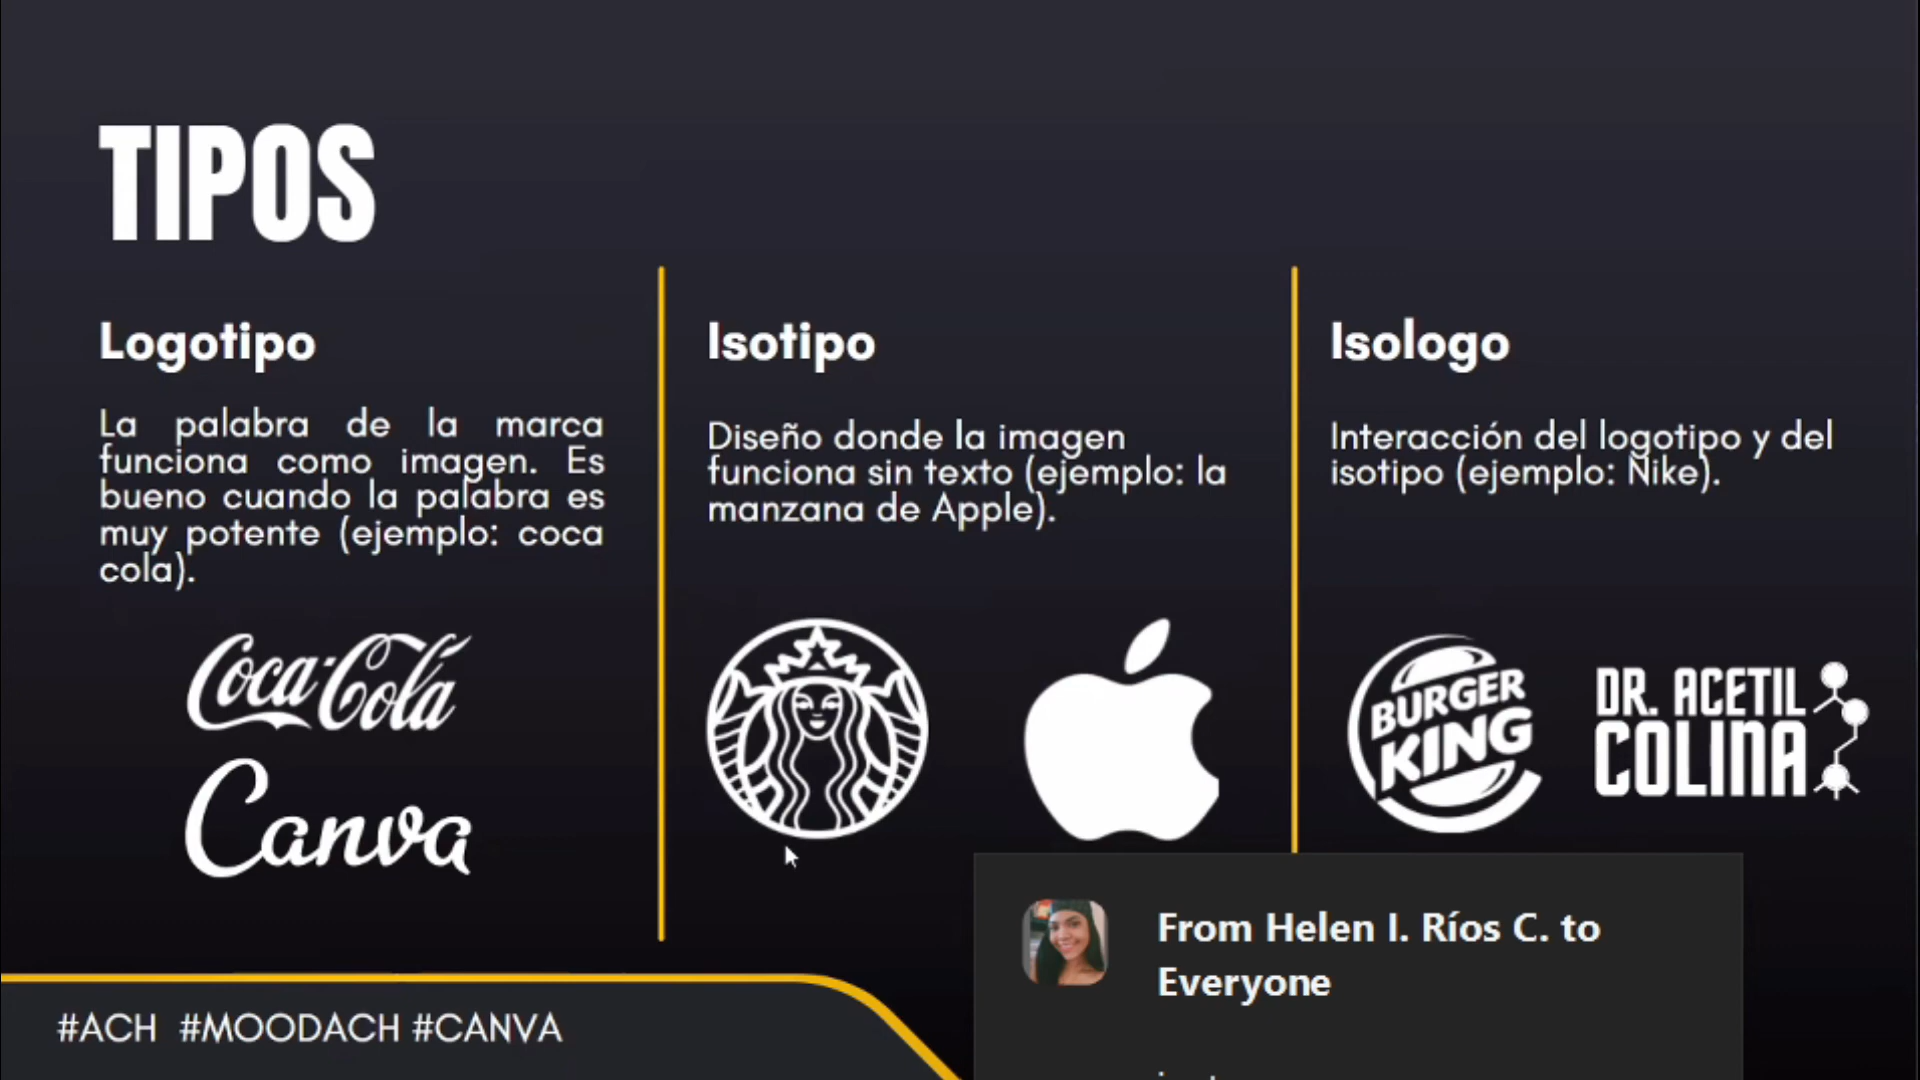 TIPOS
Logotipo
La palabra de la marca
funciona como imagen. Es
bueno cuando la palabra es
muy potente (ejemplo: coca
cola).
Coca-Cola
Canva
Isotipo
Diseño donde la imagen
funciona sin texto (ejemplo: la
manzana de Apple).
Isologo
Interacción del logotipo y del
isotipo (ejemplo: Nike).
BURGER
KING
DR. ACETIL
COLINA
From Helen I. Ríos C. to
Everyone
#ACH #MOODACH #CANVA